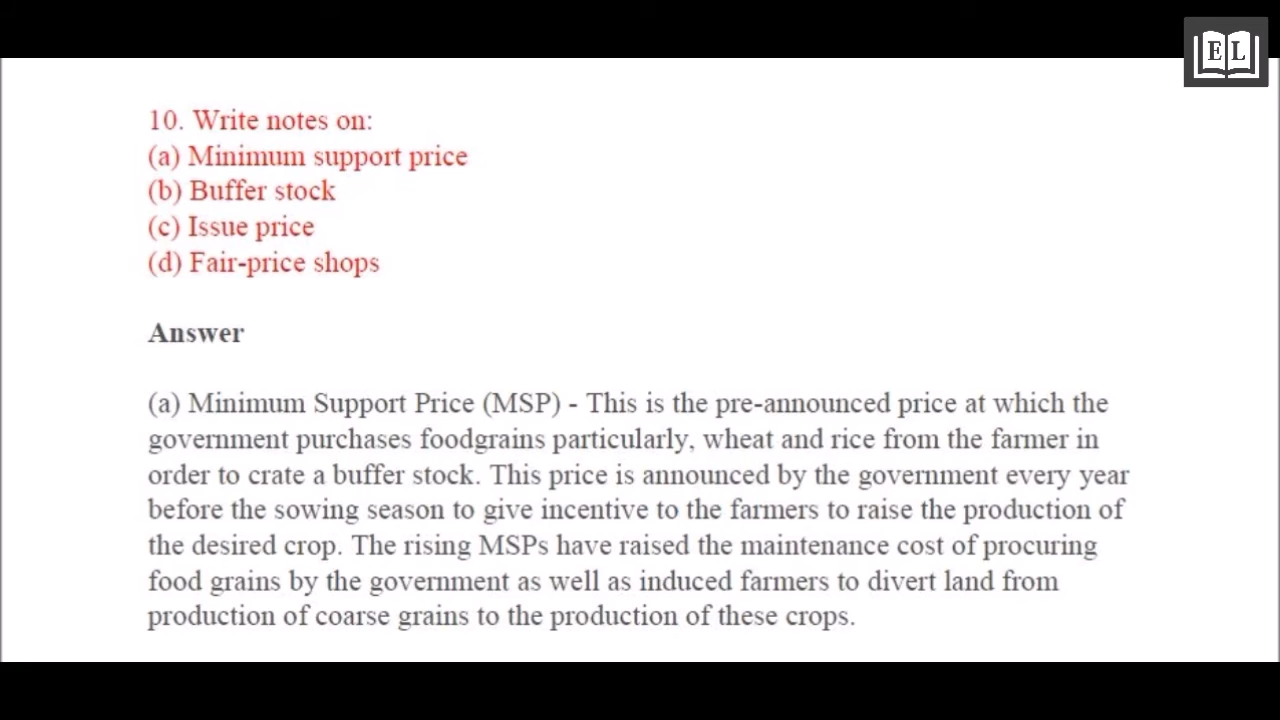 EL
10. Write notes on:
(a) Minimum support price
(b) Buffer stock
(c) Issue price
(d) Fair-price shops
Answer
(a) Minimum Support Price (MSP) - This is the pre-announced price at which the
government purchases foodgrains particularly, wheat and rice from the farmer in
order to crate a buffer stock. This price is announced by the government every year
before the sowing season to give incentive to the farmers to raise the production of
the desired crop. The rising MSPs have raised the maintenance cost of procuring
food grains by the government as well as induced farmers to divert land from
production of coarse grains to the production of these crops.